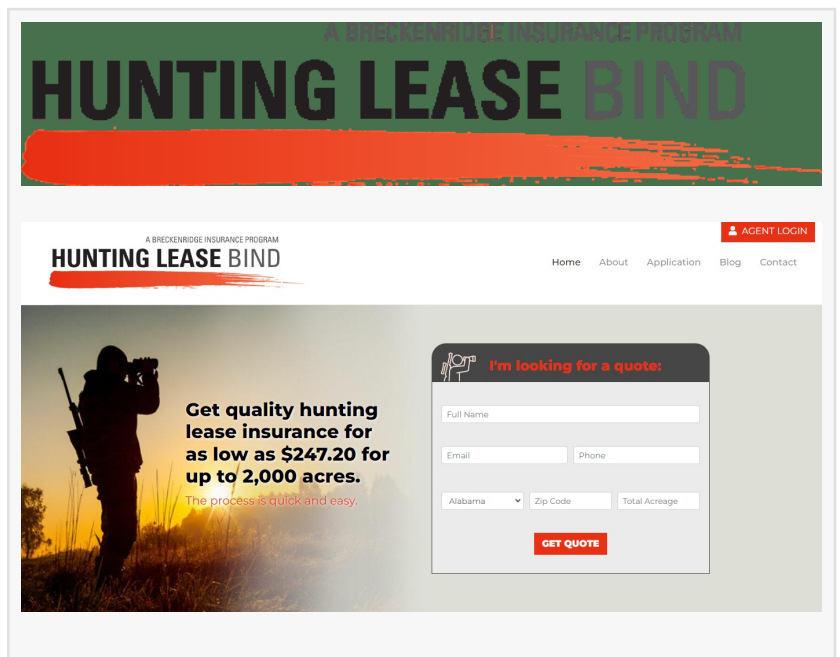 A BRECKENRIDGE INSURANCE PROGRAM
HUNTING LEASE BIND
AGENT LOGIN
A BRECKENRIDGE INSURANCE PROGRAM
HUNTING LEASE BIND
Home About Application Blog Contact
I'm looking for a quote:
Full Name
Get quality hunting
lease insurance for
as low as $247.20 for
up to 2,000 acres.
The process is quick and easy.
Email Phone
Alabama Zip Code Total Acreage
GET QUOTE